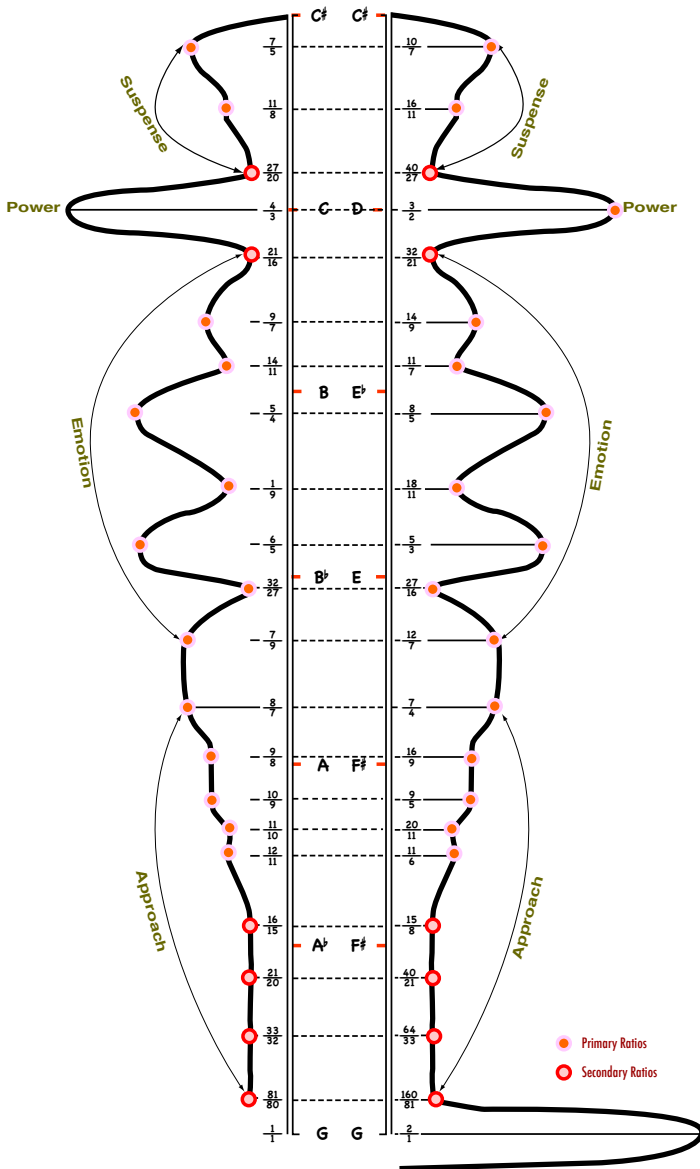 C♯ C♯
7/5 10/7
11/8 16/11
Suspense Suspense
27/20 40/27
Power 4/3 C D 3/2 Power
21/16 32/21
9/7 14/9
14/11 11/7
B E♭
5/4 8/5
Emotion Emotion
1/9 18/11
6/5 5/3
B♭ E
32/27 27/16
7/9 12/7
8/7 7/4
9/8 16/9
A F♯
10/9 9/5
11/10 20/11
12/11 11/6
Approach Approach
16/15 15/8
A♭ F♯
21/20 40/21
33/32 64/33
Primary Ratios
Secondary Ratios
81/80 160/81
1/1 G G 2/1